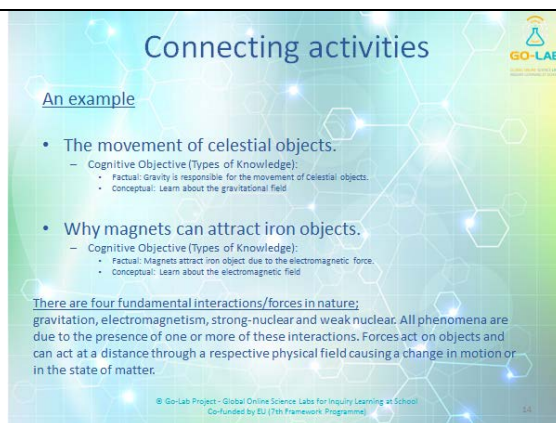 Connecting activities
GO-LAB
An example
• The movement of celestial objects.
– Cognitive Objective (Types of Knowledge):
• Factual: Gravity is responsible for the movement of Celestial objects.
• Conceptual: Learn about the gravitational field
• Why magnets can attract iron objects.
– Cognitive Objective (Types of Knowledge):
• Factual: Magnets attract iron object due to the electromagnetic force.
• Conceptual: Learn about the electromagnetic field
There are four fundamental interactions/forces in nature;
gravitation, electromagnetism, strong-nuclear and weak nuclear. All phenomena are
due to the presence of one or more of these interactions. Forces act on objects and
can act at a distance through a respective physical field causing a change in motion or
in the state of matter.
® Go-Lab Project - Global Online Science Labs for Inquiry Learning at School
Co-funded by EU (7th Framework Programme)
14